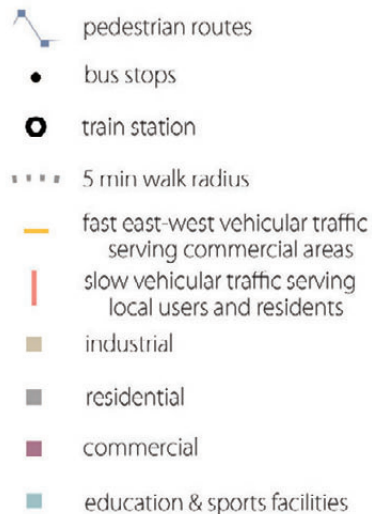 pedestrian routes
bus stops
train station
5 min walk radius
fast east-west vehicular traffic
serving commercial areas
slow vehicular traffic serving
local users and residents
industrial
residential
commercial
education & sports facilities